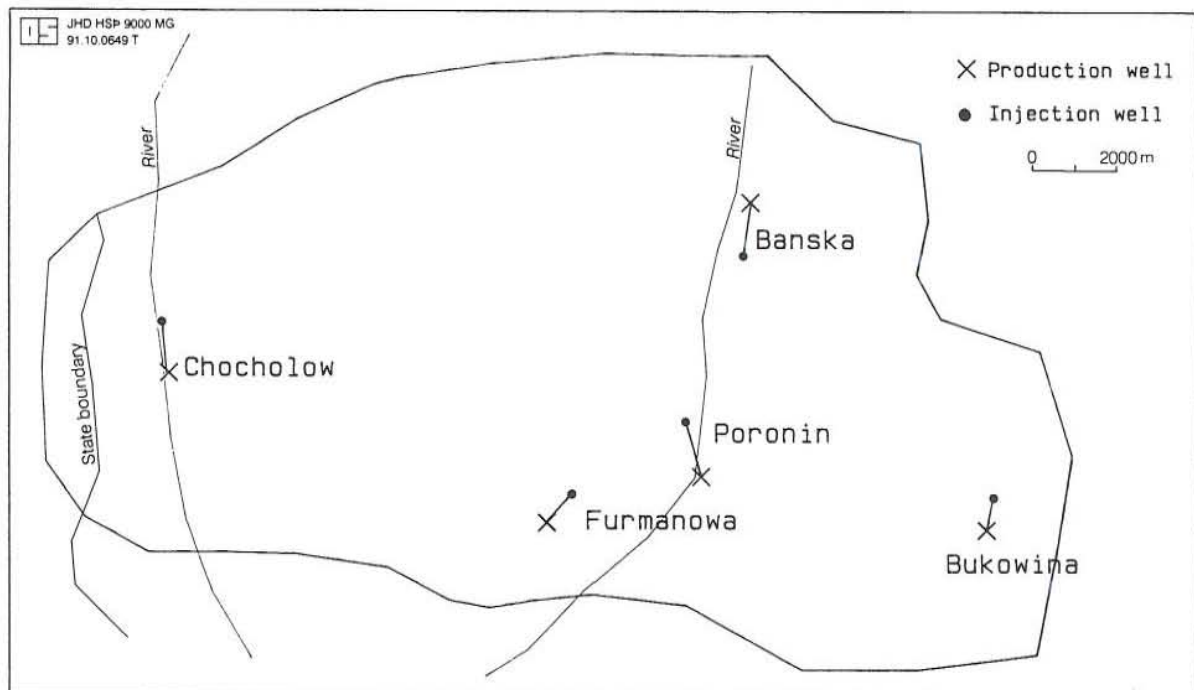 JHD HSÞ 9000 MG
91.10.0649 T
Production well
Injection well
0 2000 m
River
River
Banska
Chocholow
State boundary
Poronin
Furmanowa
Bukowina